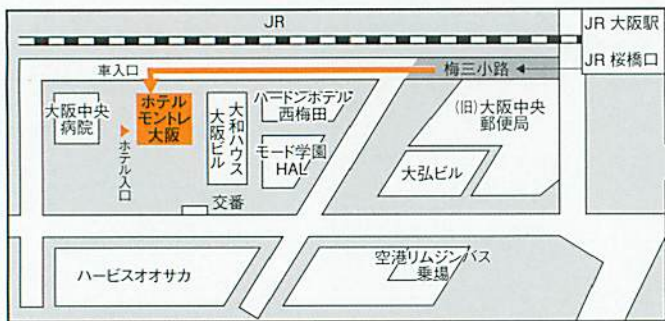 JR
JR 大阪駅
JR 桜橋口
車入口
梅三小路
大阪中央
病院
ホテル
モントレ
大阪
ホテル入口
大和ハウス
大阪ビル
ハートンホテル
西梅田
モード学園
HAL
(旧)大阪中央
郵便局
大弘ビル
交番
ハービスオオサカ
空港リムジンバス
乗場